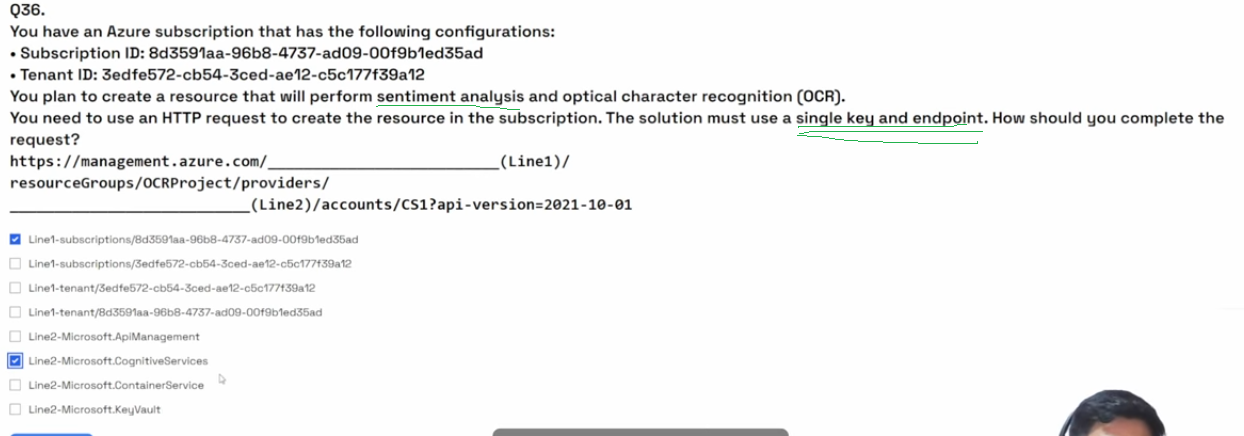 Q36.
You have an Azure subscription that has the following configurations:
• Subscription ID: 8d3591aa-96b8-4737-ad09-00f9b1ed35ad
• Tenant ID: 3edfe572-cb54-3ced-ae12-c5c177f39a12
You plan to create a resource that will perform sentiment analysis and optical character recognition (OCR).
You need to use an HTTP request to create the resource in the subscription. The solution must use a single key and endpoint. How should you complete the
request?
https://management.azure.com/__________________________(Line1)/
resourceGroups/OCRProject/providers/
___________________________(Line2)/accounts/CS1?api-version=2021-10-01
Line1-subscriptions/8d3591aa-96b8-4737-ad09-00f9b1ed35ad
Line1-subscriptions/3edfe572-cb54-3ced-ae12-c5c177f39a12
Line1-tenant/3edfe572-cb54-3ced-ae12-c5c177f39a12
Line1-tenant/8d3591aa-96b8-4737-ad09-00f9b1ed35ad
Line2-Microsoft.ApiManagement
Line2-Microsoft.CognitiveServices
Line2-Microsoft.ContainerService
Line2-Microsoft.KeyVault